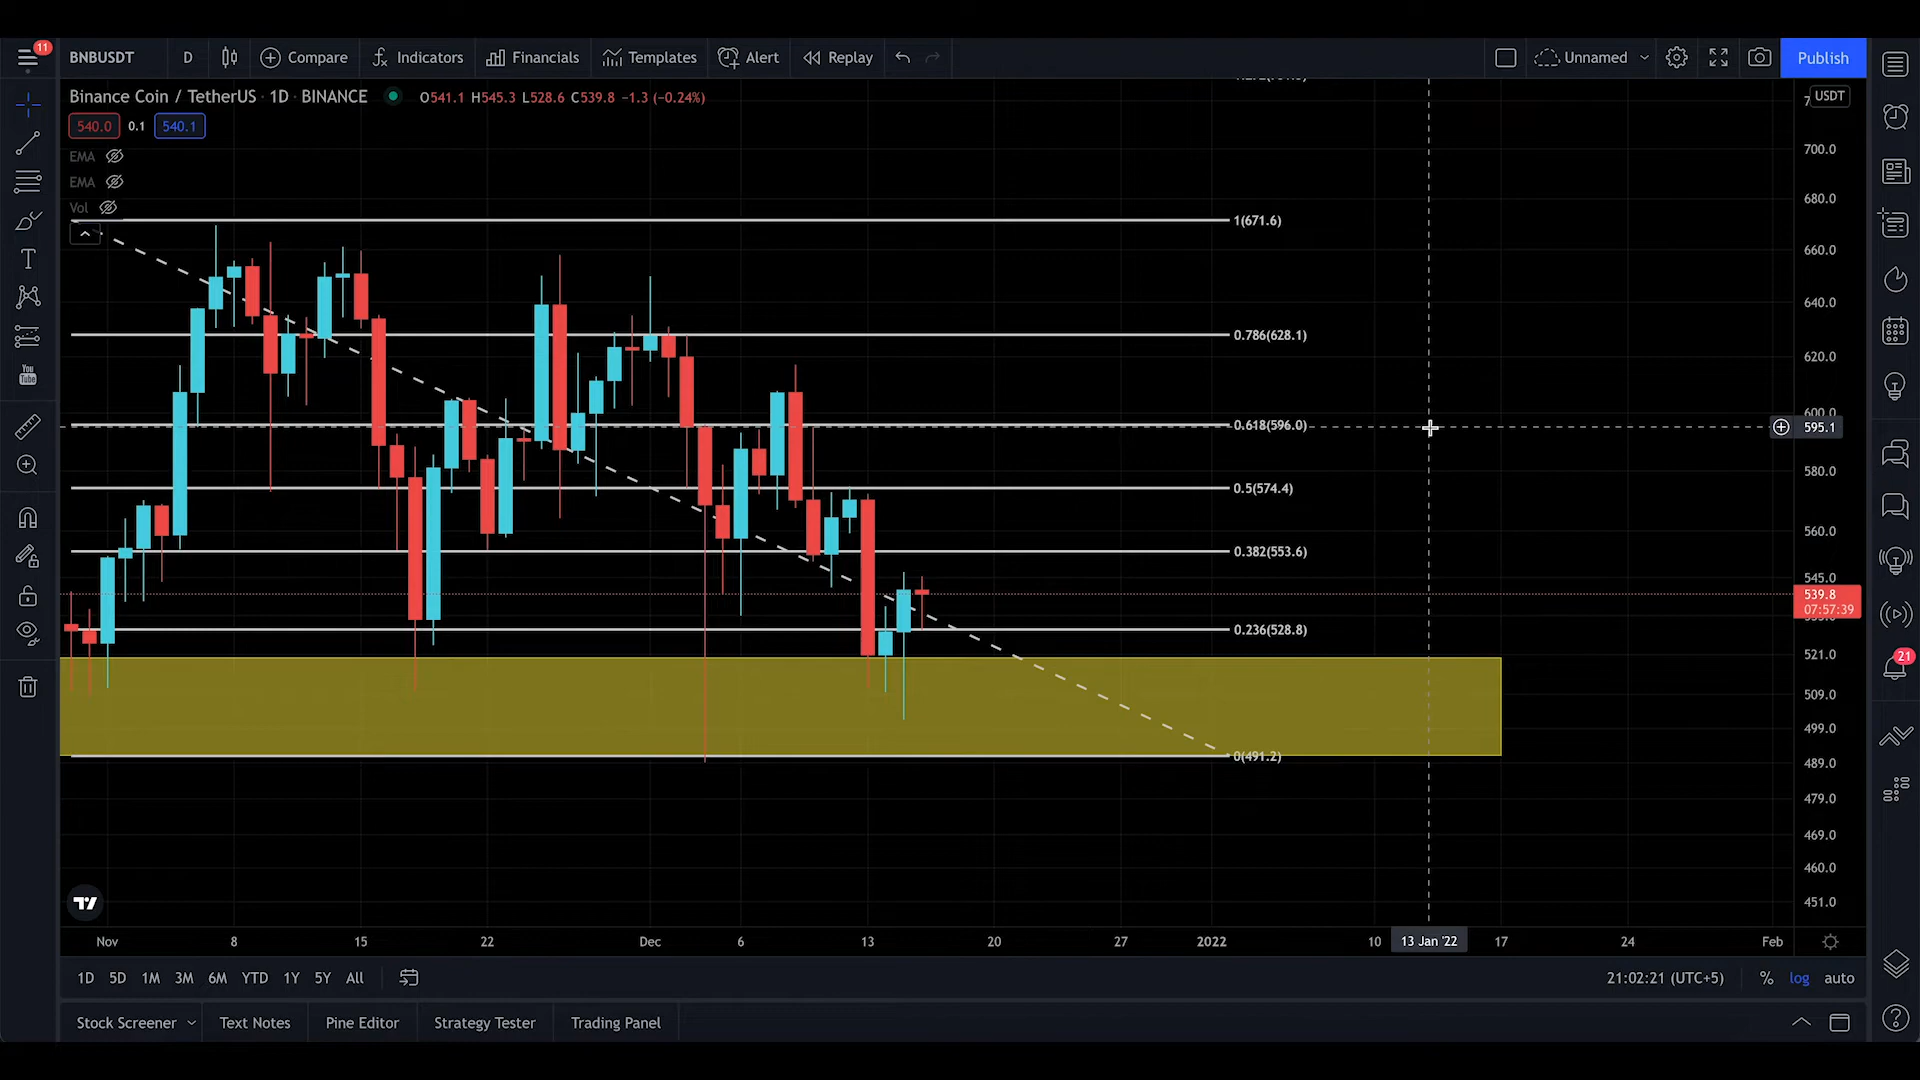 11
BNBUSDT D Compare Indicators Financials Templates Alert Replay Unnamed Publish
Binance Coin / TetherUS · 1D · BINANCE O541.1 H545.3 L528.6 C539.8 −1.3 (−0.24%)
USDT
540.0 0.1 540.1
EMA
EMA
Vol
T
You
Tube
1(671.6)
0.786(628.1)
0.618(596.0)
0.5(574.4)
0.382(553.6)
0.236(528.8)
0(491.2)
700.0
680.0
660.0
640.0
620.0
600.0
595.1
580.0
560.0
545.0
539.8
07:57:39
521.0
509.0
499.0
489.0
479.0
469.0
460.0
451.0
21
Nov 8 15 22 Dec 6 13 20 27 2022 10 13 Jan '22 17 24 Feb
1D 5D 1M 3M 6M YTD 1Y 5Y All 21:02:21 (UTC+5) % log auto
Stock Screener Text Notes Pine Editor Strategy Tester Trading Panel